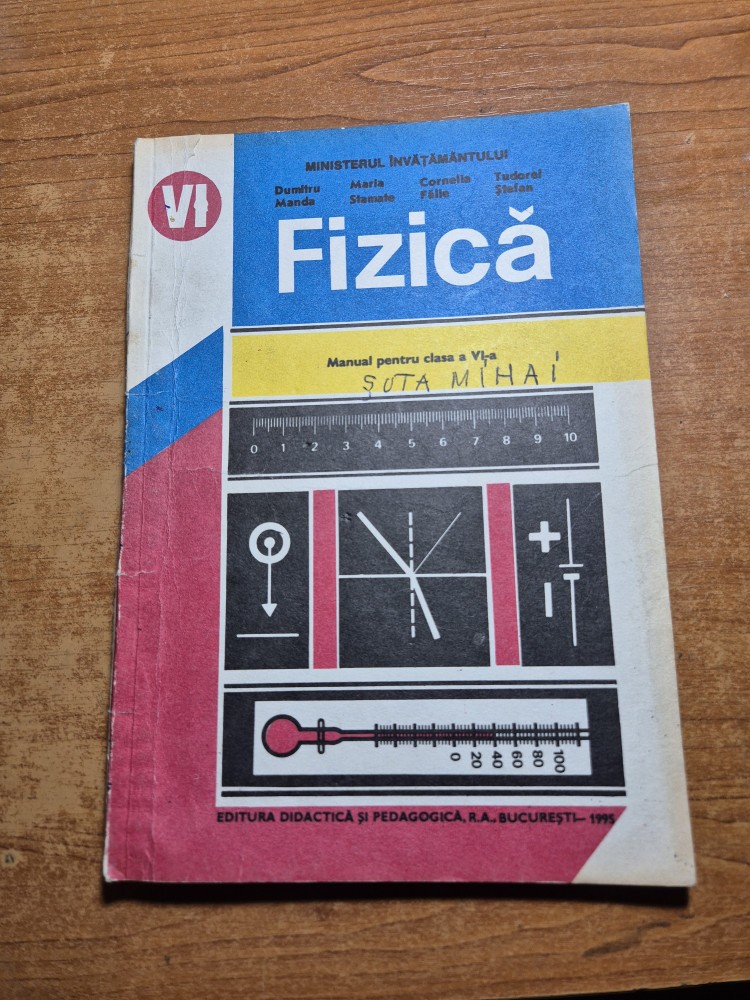 MINISTERUL ÎNVĂȚĂMÂNTULUI
VI
Dumitru Manda Maria Stamate Cornelia Fălie Tudorel Ștefan
Fizică
Manual pentru clasa a VI-a
ȘUTA MIHAI
0 1 2 3 4 5 6 7 8 9 10
+
−
0 20 40 60 80 100
EDITURA DIDACTICĂ ȘI PEDAGOGICĂ, R.A., BUCUREȘTI— 1995